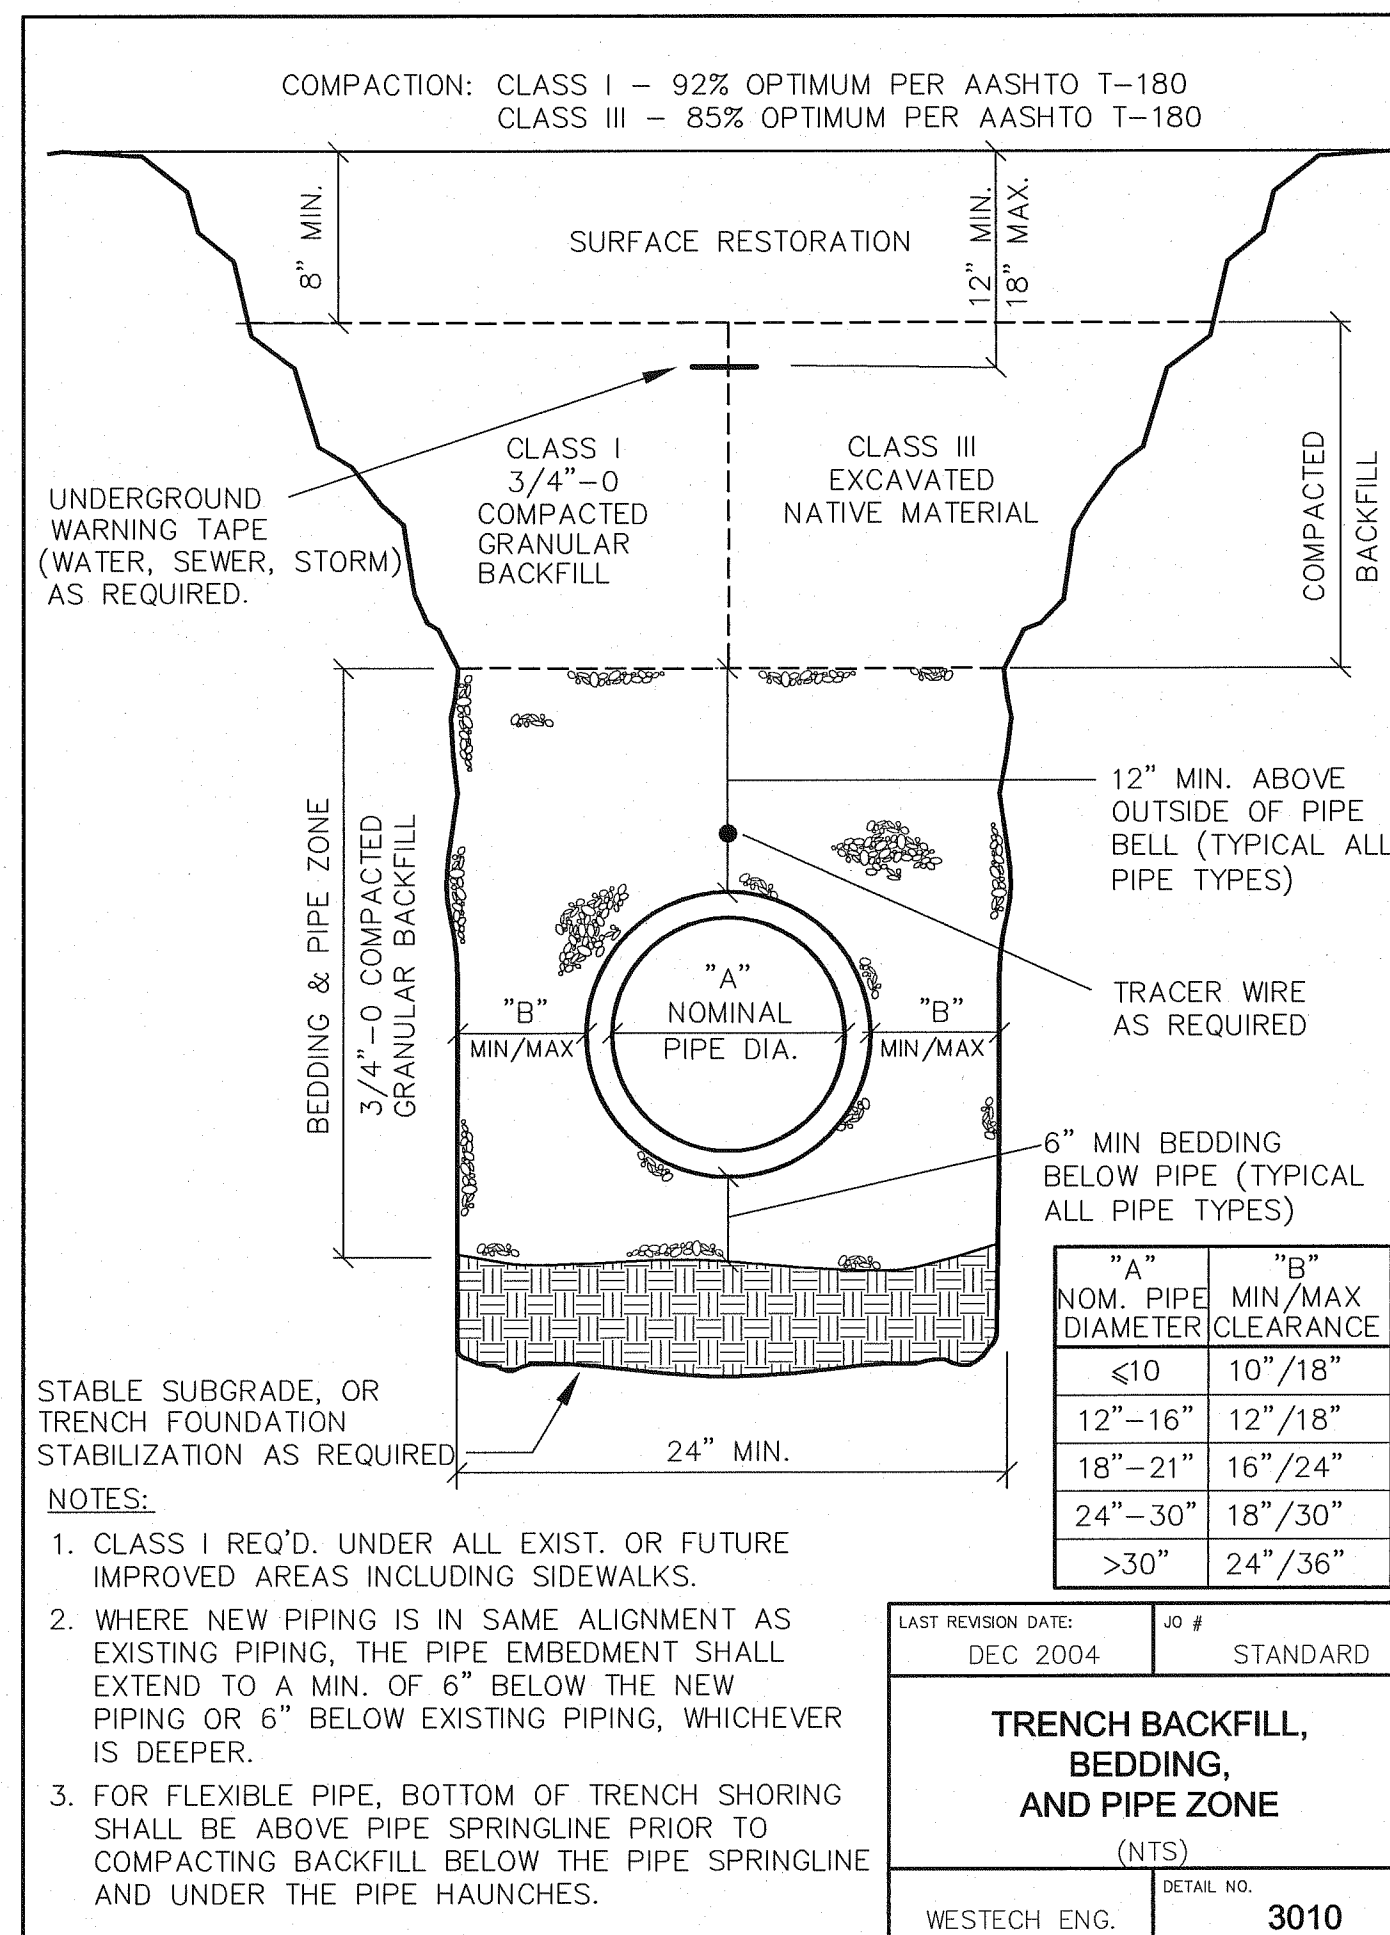 COMPACTION: CLASS I – 92% OPTIMUM PER AASHTO T–180
CLASS III – 85% OPTIMUM PER AASHTO T–180
8" MIN.
SURFACE RESTORATION
12" MIN.
18" MAX.
UNDERGROUND
WARNING TAPE
(WATER, SEWER, STORM)
AS REQUIRED.
CLASS I
3/4"–0
COMPACTED
GRANULAR
BACKFILL
CLASS III
EXCAVATED
NATIVE MATERIAL
COMPACTED
BACKFILL
BEDDING & PIPE ZONE
3/4"–0 COMPACTED
GRANULAR BACKFILL
12" MIN. ABOVE
OUTSIDE OF PIPE
BELL (TYPICAL ALL
PIPE TYPES)
"B"
MIN/MAX
"A"
NOMINAL
PIPE DIA.
"B"
MIN/MAX
TRACER WIRE
AS REQUIRED
6" MIN BEDDING
BELOW PIPE (TYPICAL
ALL PIPE TYPES)
STABLE SUBGRADE, OR
TRENCH FOUNDATION
STABILIZATION AS REQUIRED
24" MIN.
"A" "B"
NOM. PIPE MIN/MAX
DIAMETER CLEARANCE
⩽10 10"/18"
12"–16" 12"/18"
18"–21" 16"/24"
24"–30" 18"/30"
>30" 24"/36"
NOTES:
1. CLASS I REQ'D. UNDER ALL EXIST. OR FUTURE
IMPROVED AREAS INCLUDING SIDEWALKS.
2. WHERE NEW PIPING IS IN SAME ALIGNMENT AS
EXISTING PIPING, THE PIPE EMBEDMENT SHALL
EXTEND TO A MIN. OF 6" BELOW THE NEW
PIPING OR 6" BELOW EXISTING PIPING, WHICHEVER
IS DEEPER.
3. FOR FLEXIBLE PIPE, BOTTOM OF TRENCH SHORING
SHALL BE ABOVE PIPE SPRINGLINE PRIOR TO
COMPACTING BACKFILL BELOW THE PIPE SPRINGLINE
AND UNDER THE PIPE HAUNCHES.
LAST REVISION DATE: JO #
DEC 2004 STANDARD
TRENCH BACKFILL,
BEDDING,
AND PIPE ZONE
(NTS)
DETAIL NO.
WESTECH ENG. 3010